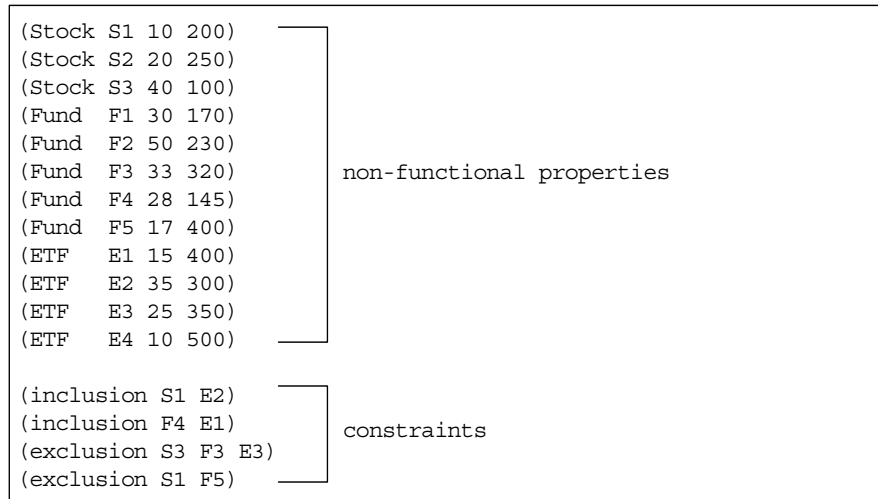 (Stock S1 10 200)
(Stock S2 20 250)
(Stock S3 40 100)
(Fund F1 30 170)
(Fund F2 50 230)
(Fund F3 33 320)
(Fund F4 28 145)
(Fund F5 17 400)
(ETF E1 15 400)
(ETF E2 35 300)
(ETF E3 25 350)
(ETF E4 10 500)
non-functional properties
(inclusion S1 E2)
(inclusion F4 E1)
(exclusion S3 F3 E3)
(exclusion S1 F5)
constraints